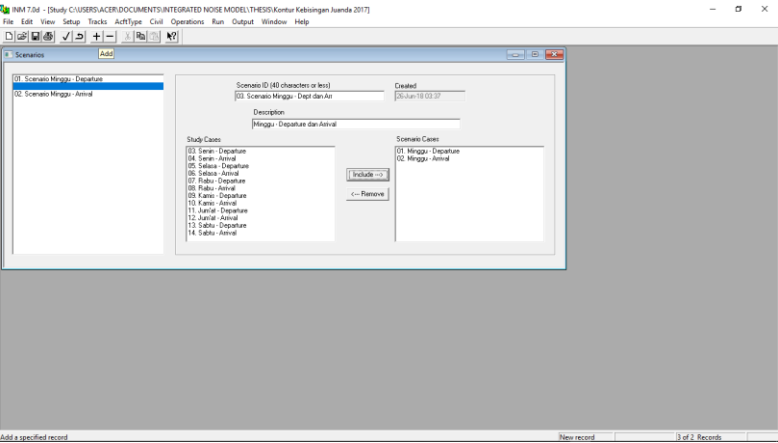 INM 7.0d - [Study C:\USERS\ACER\DOCUMENTS\INTEGRATED NOISE MODEL\THESIS\Kontur Kebisingan Juanda 2017]
File Edit View Setup Tracks AcftType Civil Operations Run Output Window Help
Scenarios
Add
01. Scenario Minggu - Departure
02. Scenario Minggu - Arrival
Scenario ID (40 characters or less)
Created
03. Scenario Minggu - Dept dan Arr
26-Jun-18 03:37
Description
Minggu - Departure dan Arrival
Study Cases
Scenario Cases
03. Senin - Departure
04. Senin - Arrival
05. Selasa - Departure
06. Selasa - Arrival
07. Rabu - Departure
08. Rabu - Arrival
09. Kamis - Departure
10. Kamis - Arrival
11. Jum'at - Departure
12. Jum'at - Arrival
13. Sabtu - Departure
14. Sabtu - Arrival
Include -->
<--- Remove
01. Minggu - Departure
02. Minggu - Arrival
Add a specified record
New record
3 of 2 Records